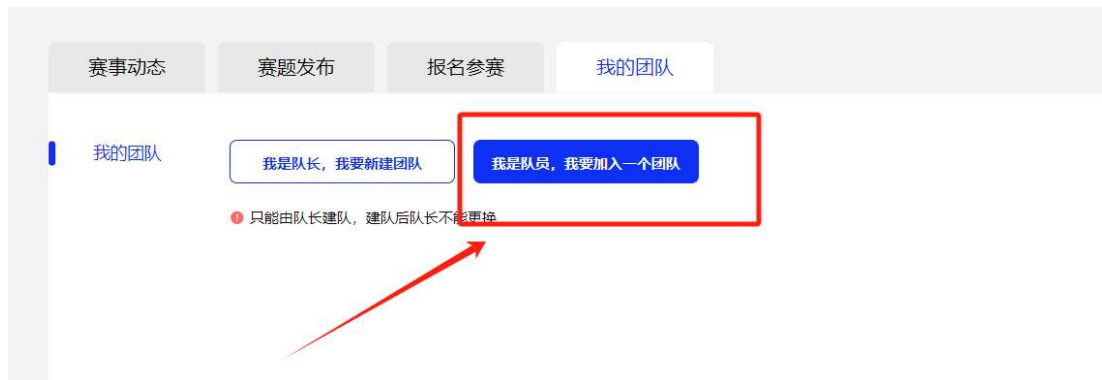 赛事动态 赛题发布 报名参赛 我的团队
我的团队 我是队长，我要新建团队 我是队员，我要加入一个团队
只能由队长建队，建队后队长不能更换